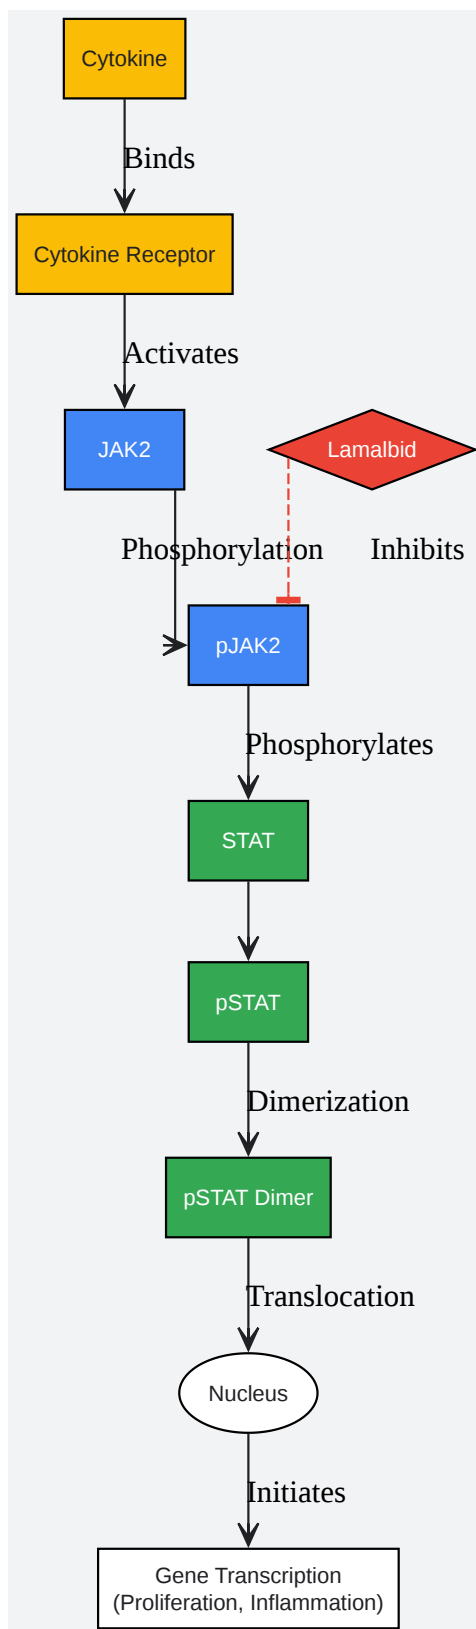 Cytokine
Binds
Cytokine Receptor
Activates
JAK2
Lamalbid
Phosphorylation
Inhibits
pJAK2
Phosphorylates
STAT
pSTAT
Dimerization
pSTAT Dimer
Translocation
Nucleus
Initiates
Gene Transcription
(Proliferation, Inflammation)